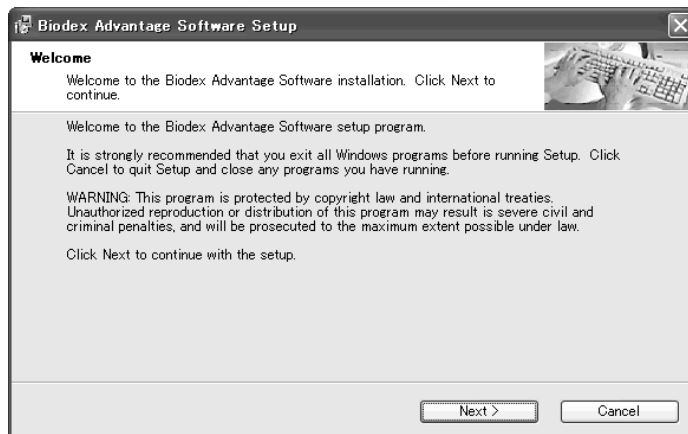 Biodex Advantage Software Setup
Welcome
Welcome to the Biodex Advantage Software installation. Click Next to
continue.
Welcome to the Biodex Advantage Software setup program.
It is strongly recommended that you exit all Windows programs before running Setup. Click
Cancel to quit Setup and close any programs you have running.
WARNING: This program is protected by copyright law and international treaties.
Unauthorized reproduction or distribution of this program may result is severe civil and
criminal penalties, and will be prosecuted to the maximum extent possible under law.
Click Next to continue with the setup.
Next >
Cancel